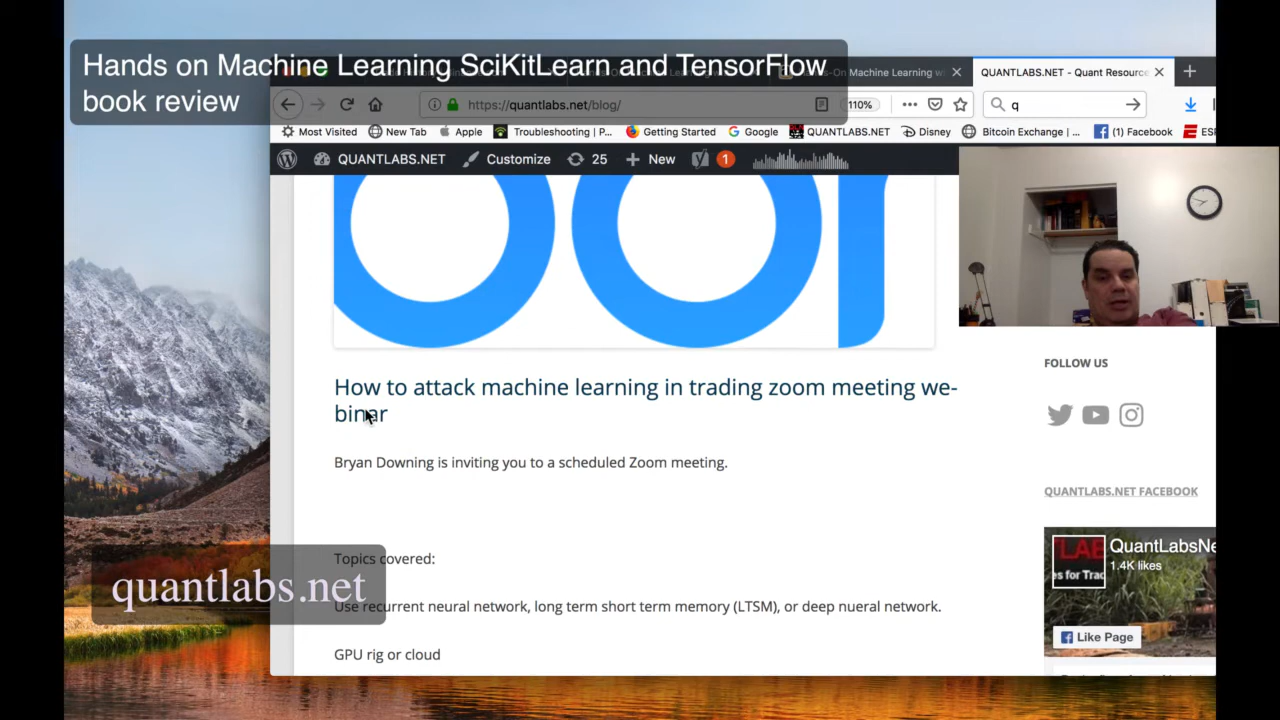 Hands on Machine Learning SciKitLearn and TensorFlow
book review
On Machine Learning w
QUANTLABS.NET - Quant Resource
https://quantlabs.net/blog/
110%
q
Most Visited
New Tab
Apple
Troubleshooting | P...
Getting Started
Google
QUANTLABS.NET
Disney
Bitcoin Exchange | ...
(1) Facebook
QUANTLABS.NET
Customize
25
New
1
How to attack machine learning in trading zoom meeting we-
binar
Bryan Downing is inviting you to a scheduled Zoom meeting.
Topics covered:
Use recurrent neural network, long term short term memory (LTSM), or deep nueral network.
GPU rig or cloud
quantlabs.net
FOLLOW US
QUANTLABS.NET FACEBOOK
QuantLabsNe
1.4K likes
Like Page